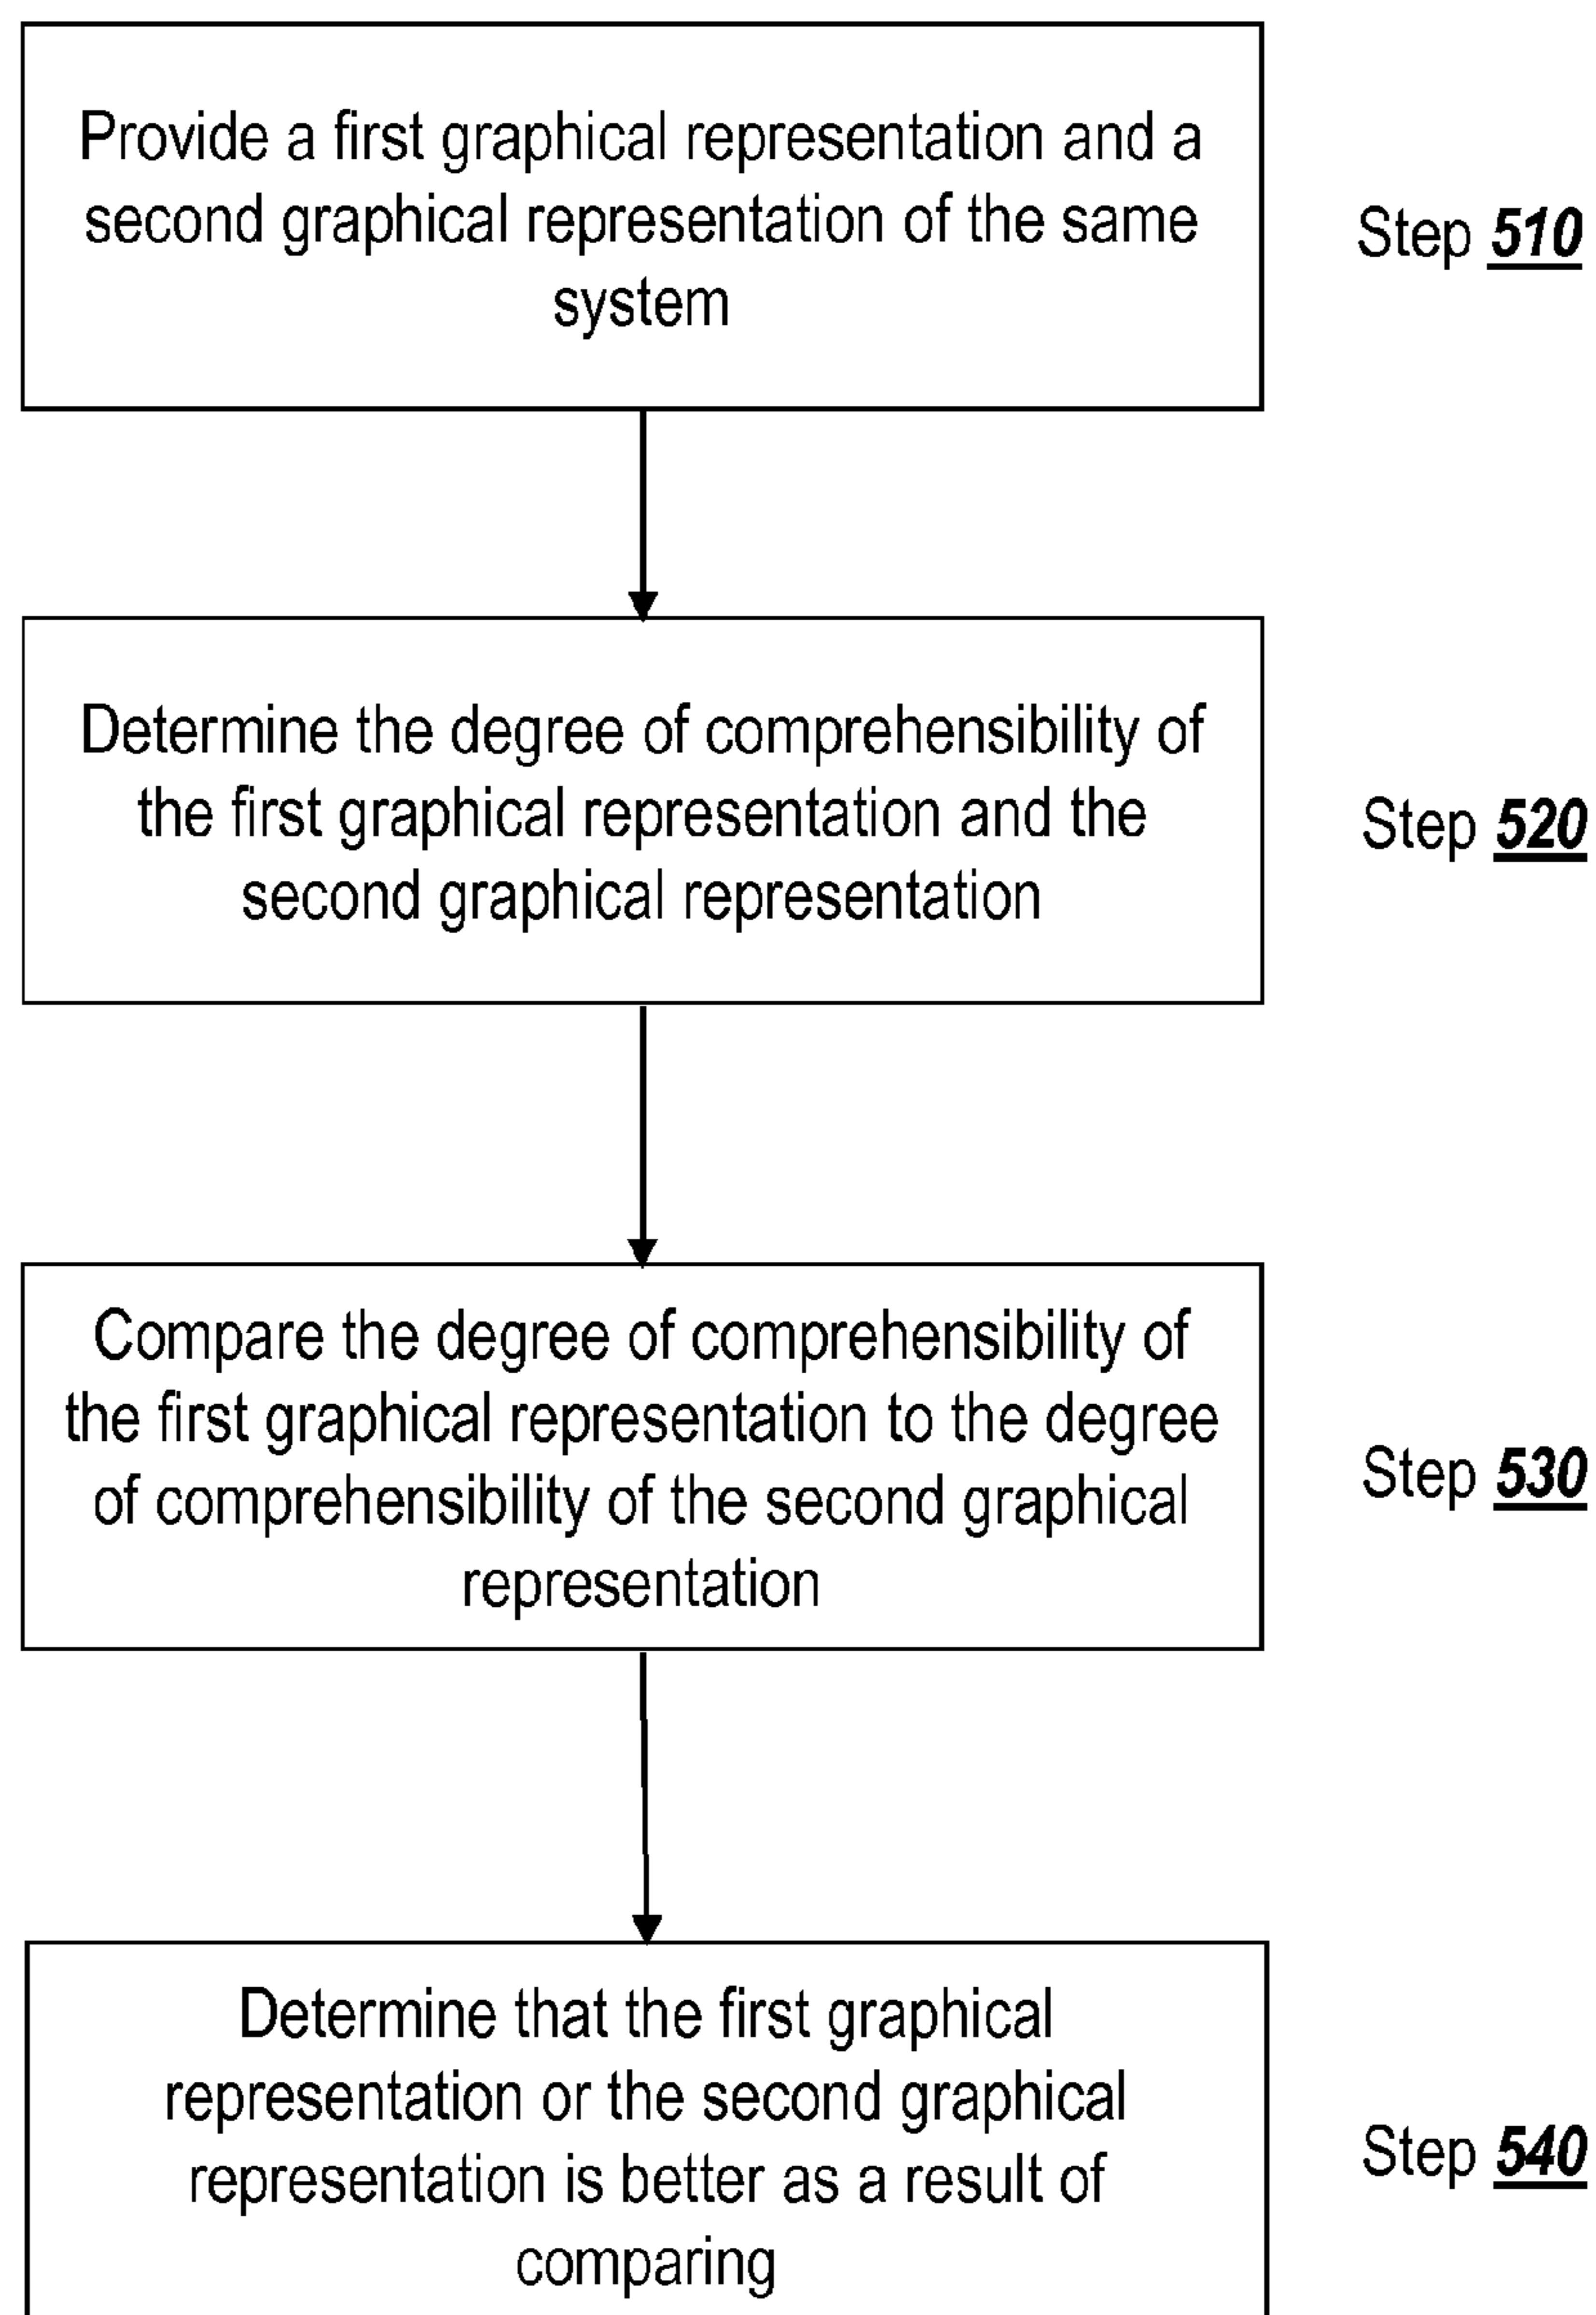 Provide a first graphical representation and a
second graphical representation of the same
system
Step 510
Determine the degree of comprehensibility of
the first graphical representation and the
second graphical representation
Step 520
Compare the degree of comprehensibility of
the first graphical representation to the degree
of comprehensibility of the second graphical
representation
Step 530
Determine that the first graphical
representation or the second graphical
representation is better as a result of
comparing
Step 540